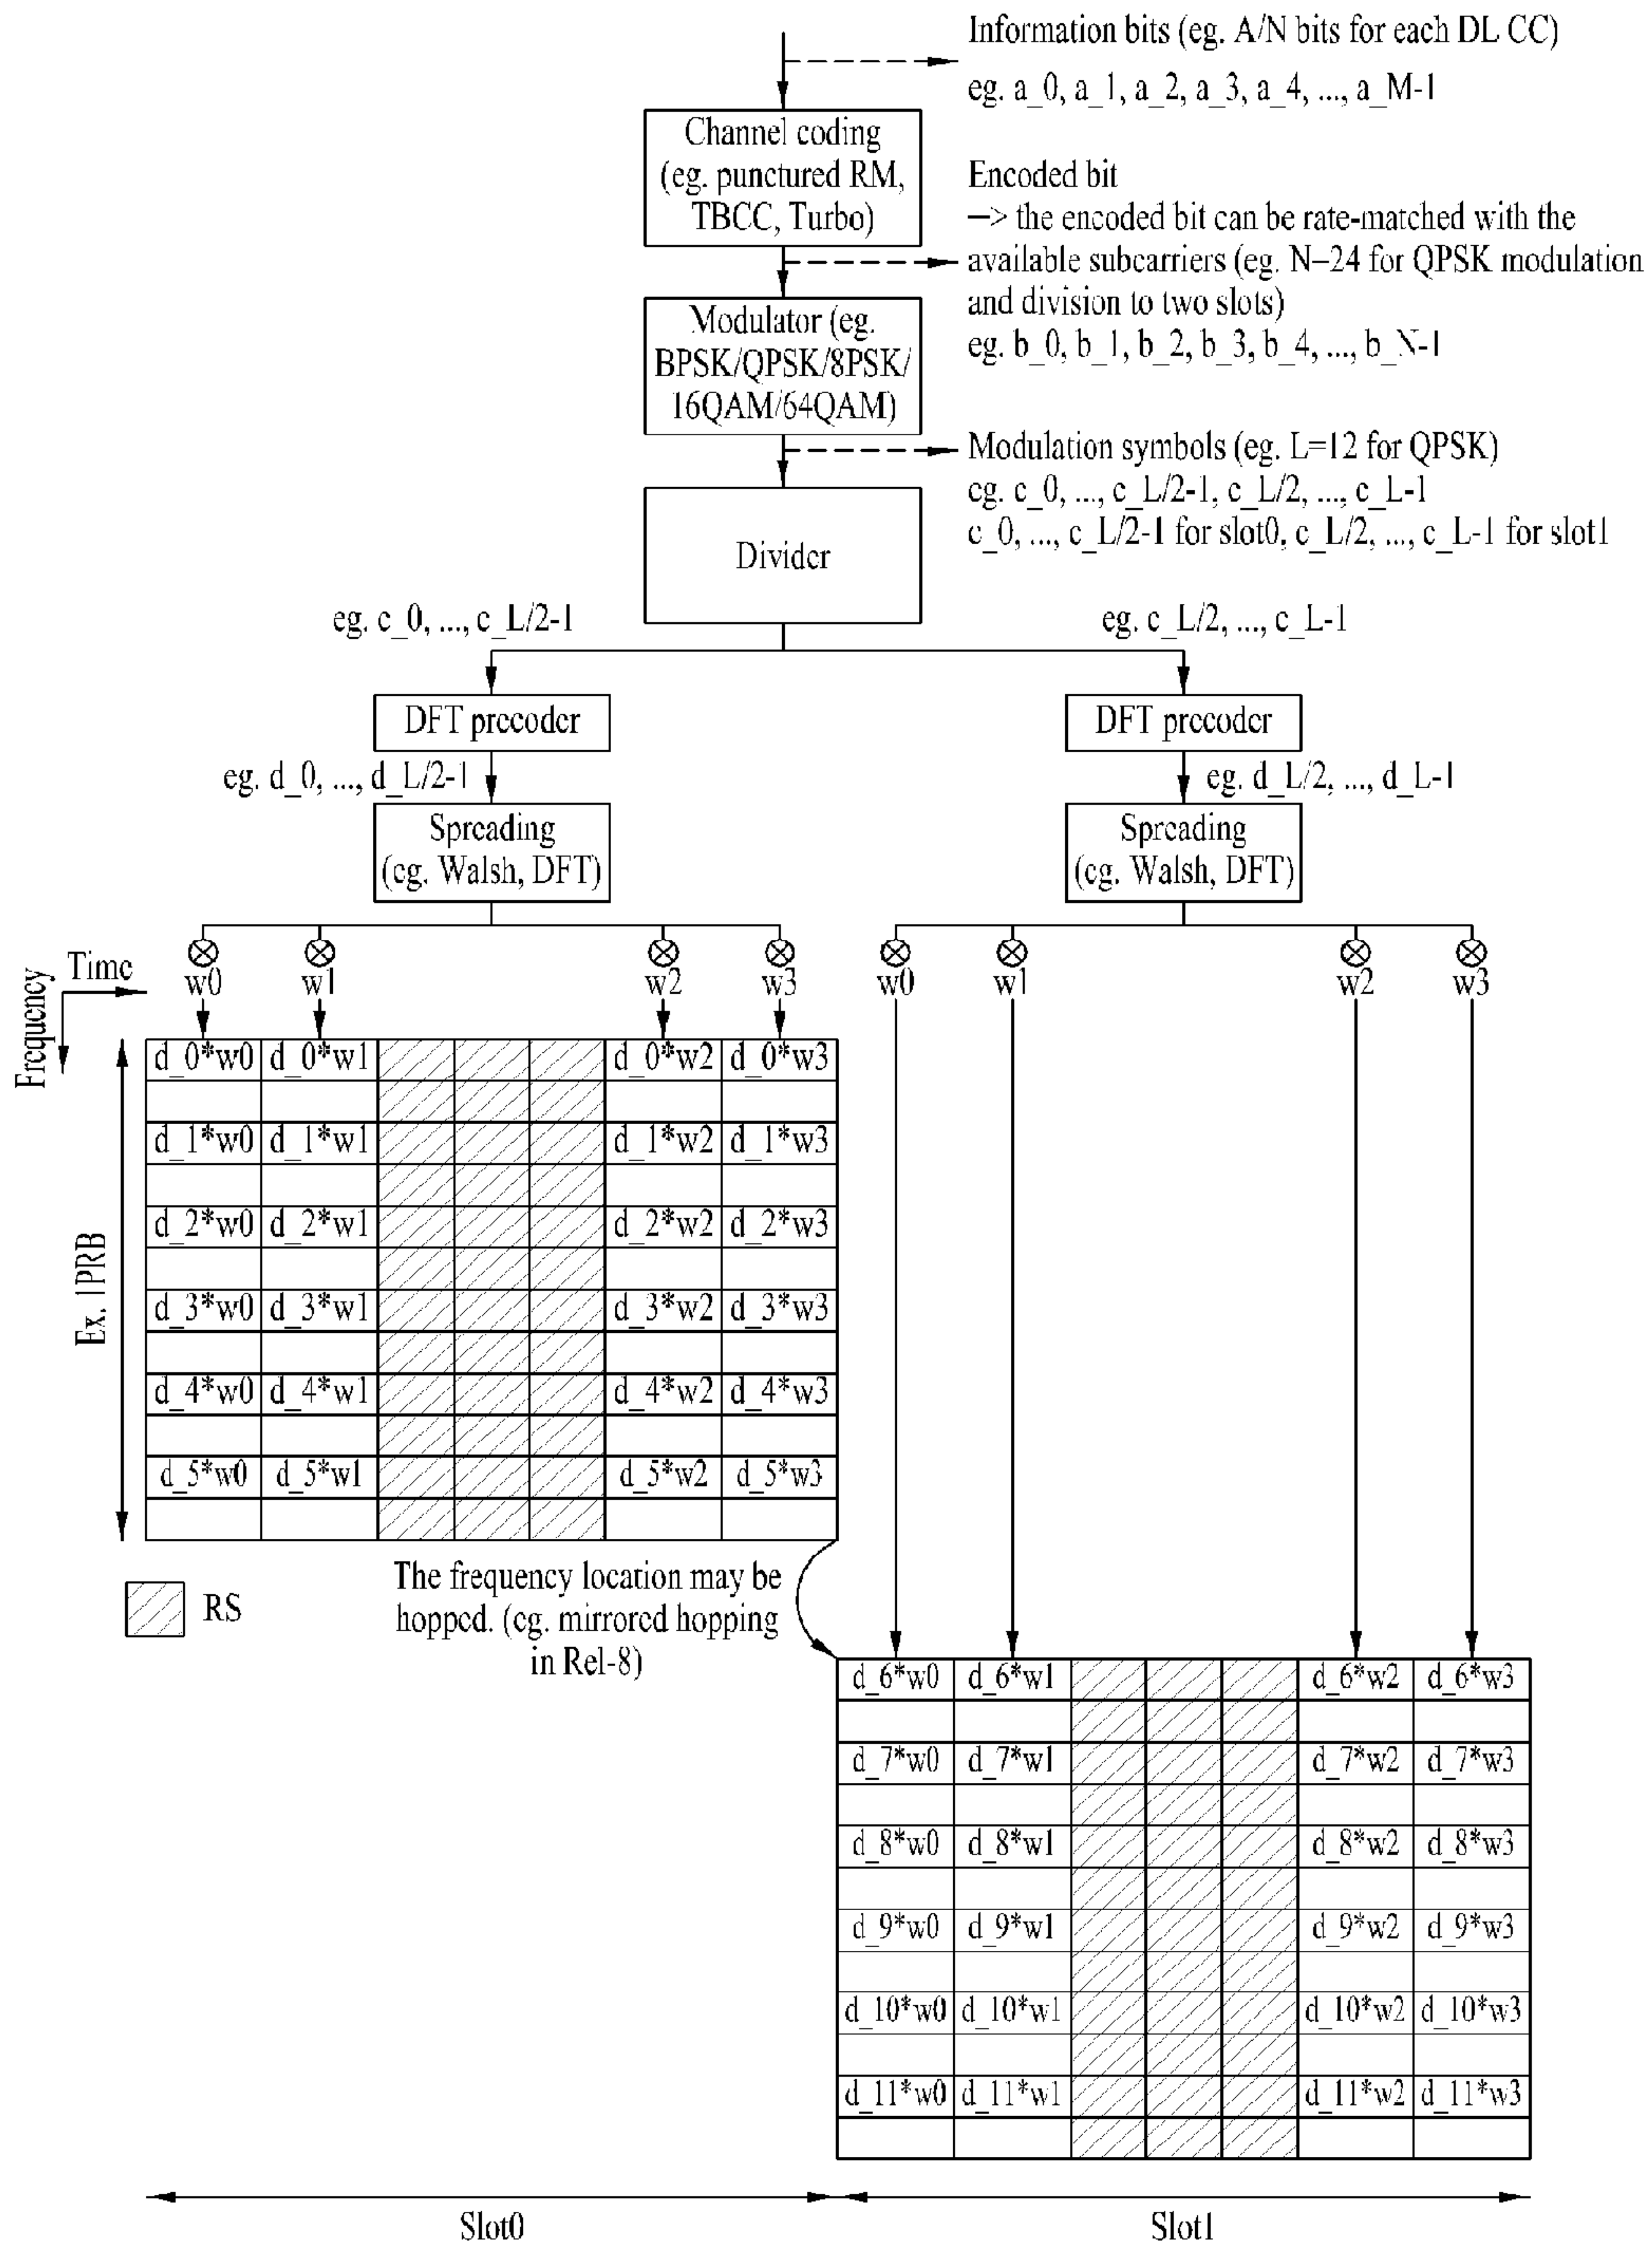 Information bits (eg. A/N bits for each DL CC)
eg. a_0, a_1, a_2, a_3, a_4, ..., a_M-1
Channel coding
(eg. punctured RM,
TBCC, Turbo)
Encoded bit
—> the encoded bit can be rate-matched with the
available subcarriers (eg. N–24 for QPSK modulation
and division to two slots)
eg. b_0, b_1, b_2, b_3, b_4, ..., b_N-1
Modulator (eg.
BPSK/QPSK/8PSK/
16QAM/64QAM)
Modulation symbols (eg. L=12 for QPSK)
eg. c_0, ..., c_L/2-1, c_L/2, ..., c_L-1
c_0, ..., c_L/2-1 for slot0, c_L/2, ..., c_L-1 for slot1
Divider
eg. c_0, ..., c_L/2-1
eg. c_L/2, ..., c_L-1
DFT precoder
DFT precoder
eg. d_0, ..., d_L/2-1
eg. d_L/2, ..., d_L-1
Spreading
(eg. Walsh, DFT)
Spreading
(eg. Walsh, DFT)
Time
Frequency
w0 w1 w2 w3
w0 w1 w2 w3
d_0*w0 d_0*w1 d_0*w2 d_0*w3
d_1*w0 d_1*w1 d_1*w2 d_1*w3
d_2*w0 d_2*w1 d_2*w2 d_2*w3
d_3*w0 d_3*w1 d_3*w2 d_3*w3
d_4*w0 d_4*w1 d_4*w2 d_4*w3
d_5*w0 d_5*w1 d_5*w2 d_5*w3
Ex. 1PRB
RS
The frequency location may be
hopped. (eg. mirrored hopping
in Rel-8)
d_6*w0 d_6*w1 d_6*w2 d_6*w3
d_7*w0 d_7*w1 d_7*w2 d_7*w3
d_8*w0 d_8*w1 d_8*w2 d_8*w3
d_9*w0 d_9*w1 d_9*w2 d_9*w3
d_10*w0 d_10*w1 d_10*w2 d_10*w3
d_11*w0 d_11*w1 d_11*w2 d_11*w3
Slot0
Slot1